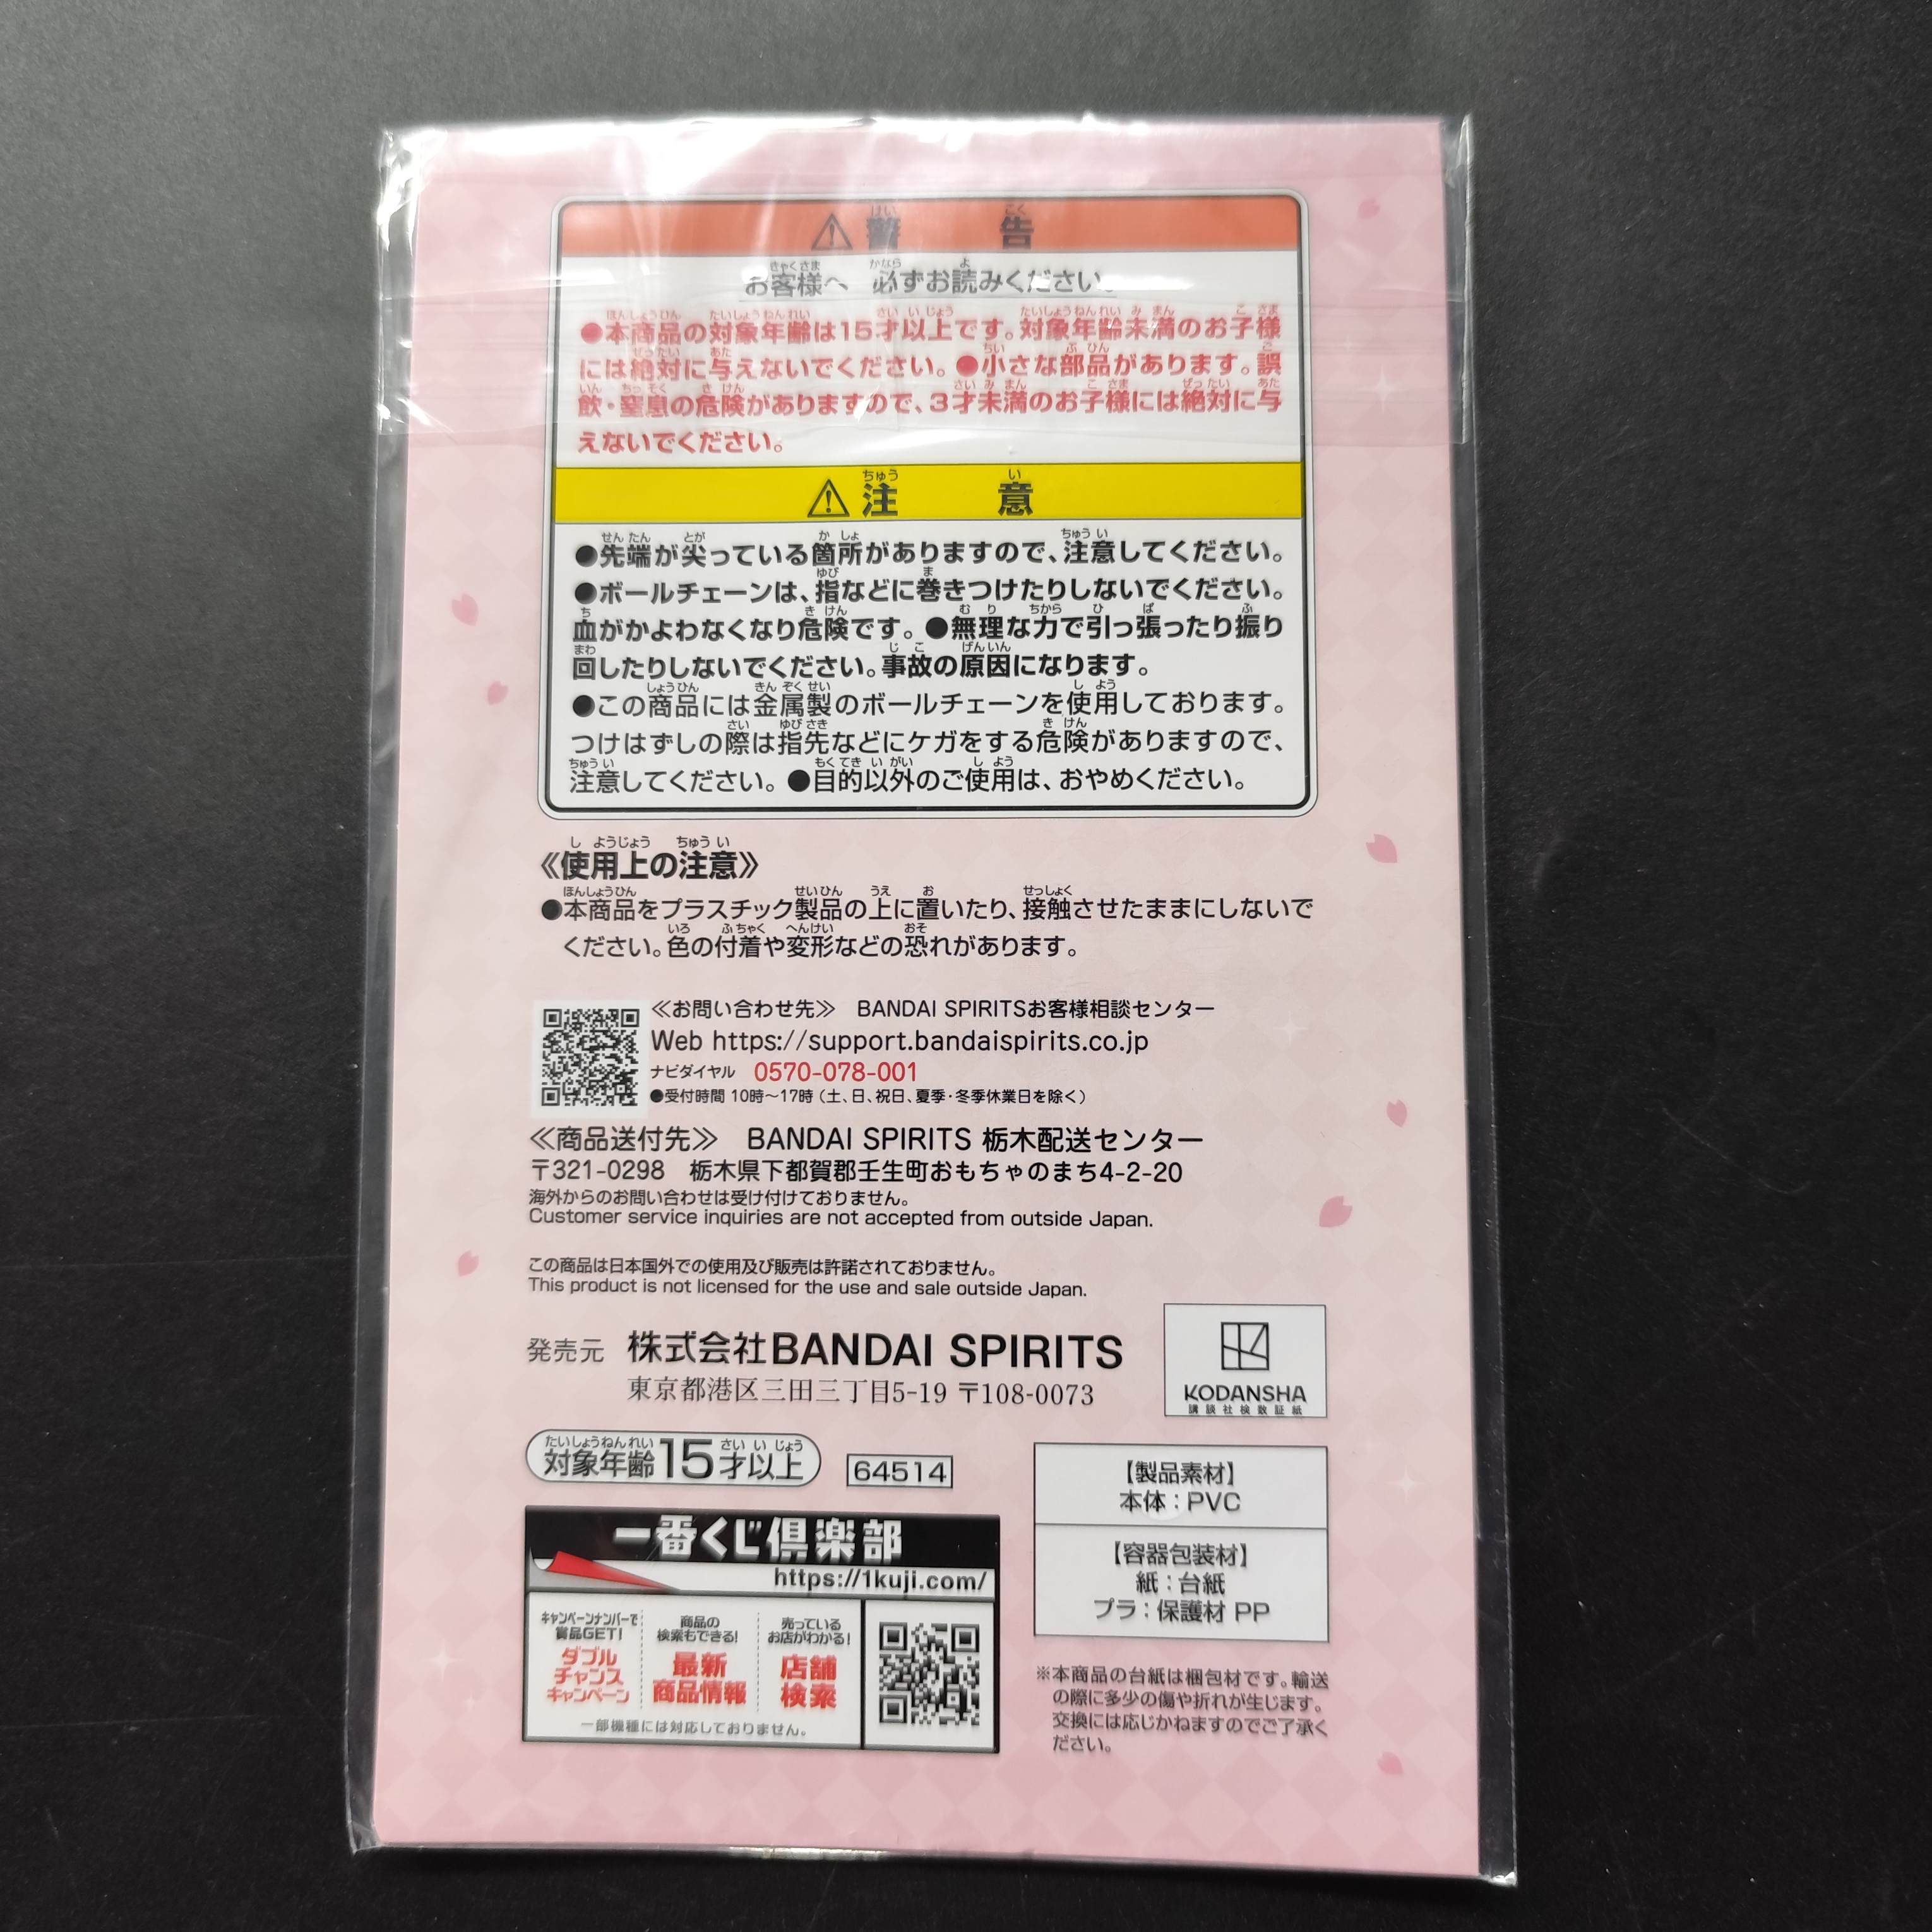 ⚠警告
お客様へ 必ずお読みください。
●本商品の対象年齢は15才以上です。対象年齢未満のお子様
には絶対に与えないでください。●小さな部品があります。誤
飲・窒息の危険がありますので、3才未満のお子様には絶対に与
えないでください。
⚠注意
●先端が尖っている箇所がありますので、注意してください。
●ボールチェーンは、指などに巻きつけたりしないでください。
血がかよわなくなり危険です。●無理な力で引っ張ったり振り
回したりしないでください。事故の原因になります。
●この商品には金属製のボールチェーンを使用しております。
つけはずしの際は指先などにケガをする危険がありますので、
注意してください。●目的以外のご使用は、おやめください。
《使用上の注意》
●本商品をプラスチック製品の上に置いたり、接触させたままにしないで
ください。色の付着や変形などの恐れがあります。
≪お問い合わせ先≫ BANDAI SPIRITSお客様相談センター
Web https://support.bandaispirits.co.jp
ナビダイヤル 0570-078-001
●受付時間 10時～17時(土、日、祝日、夏季・冬季休業日を除く)
≪商品送付先≫ BANDAI SPIRITS 栃木配送センター
〒321-0298 栃木県下都賀郡壬生町おもちゃのまち4-2-20
海外からのお問い合わせは受け付けておりません。
Customer service inquiries are not accepted from outside Japan.
この商品は日本国外での使用及び販売は許諾されておりません。
This product is not licensed for the use and sale outside Japan.
発売元 株式会社BANDAI SPIRITS
東京都港区三田三丁目5-19 〒108-0073
KODANSHA
講談社検数証紙
対象年齢15才以上
64514
【製品素材】
本体：PVC
【容器包装材】
紙：台紙
プラ：保護材 PP
一番くじ倶楽部
https://1kuji.com/
キャンペーンナンバーで
賞品GET!
ダブル
チャンス
キャンペーン
商品の
検索もできる!
最新
商品情報
売っている
お店がわかる!
店舗
検索
一部機種には対応しておりません。
※本商品の台紙は梱包材です。輸送
の際に多少の傷や折れが生じます。
交換には応じかねますのでご了承く
ださい。